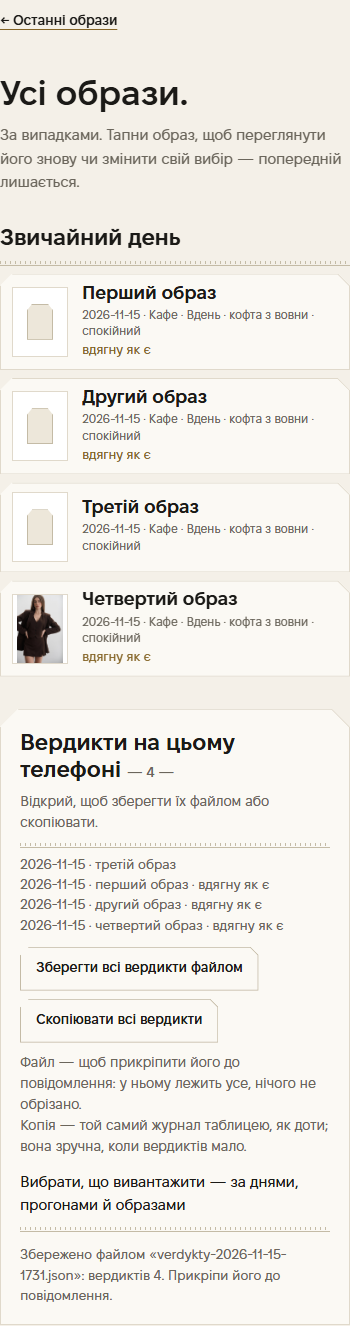 ← Останні образи
Усі образи.
За випадками. Тапни образ, щоб переглянути
його знову чи змінити свій вибір — попередній
лишається.
Звичайний день
Перший образ
2026-11-15 · Кафе · Вдень · кофта з вовни ·
спокійний
вдягну як є
Другий образ
2026-11-15 · Кафе · Вдень · кофта з вовни ·
спокійний
вдягну як є
Третій образ
2026-11-15 · Кафе · Вдень · кофта з вовни ·
спокійний
Четвертий образ
2026-11-15 · Кафе · Вдень · кофта з вовни ·
спокійний
вдягну як є
Вердикти на цьому
телефоні — 4 —
Відкрий, щоб зберегти їх файлом або
скопіювати.
2026-11-15 · третій образ
2026-11-15 · перший образ · вдягну як є
2026-11-15 · другий образ · вдягну як є
2026-11-15 · четвертий образ · вдягну як є
Зберегти всі вердикти файлом
Скопіювати всі вердикти
Файл — щоб прикріпити його до
повідомлення: у ньому лежить усе, нічого не
обрізано.
Копія — той самий журнал таблицею, як доти;
вона зручна, коли вердиктів мало.
Вибрати, що вивантажити — за днями,
прогонами й образами
Збережено файлом «verdykty-2026-11-15-
1731.json»: вердиктів 4. Прикріпи його до
повідомлення.